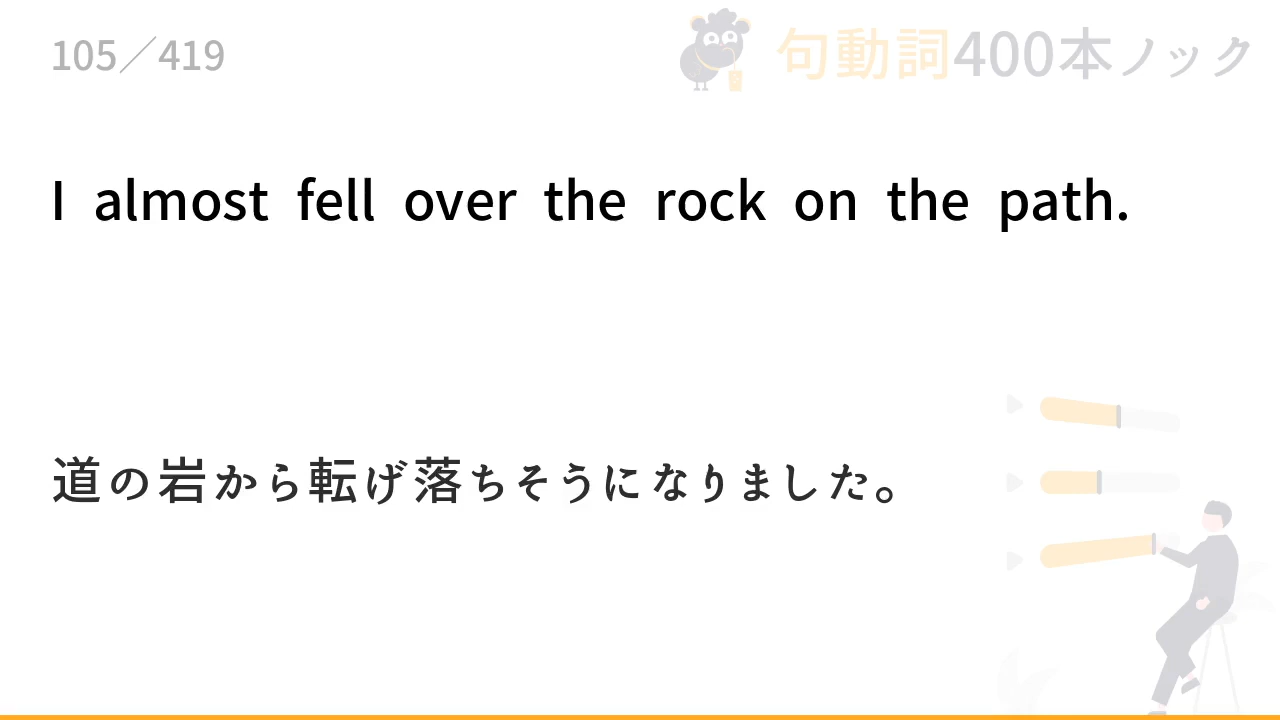 105／419
句動詞400本ノック
I almost fell over the rock on the path.
道の岩から転げ落ちそうになりました。